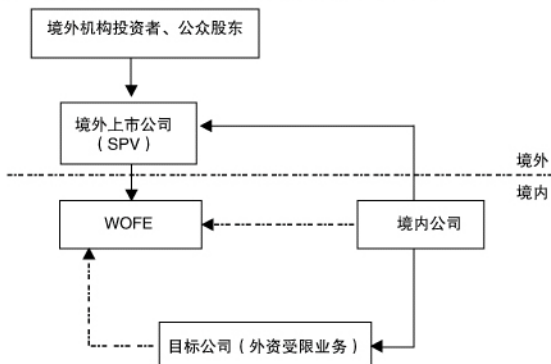 境外机构投资者、公众股东
境外上市公司
（SPV）
境外
境内
WOFE
境内公司
目标公司（外资受限业务）